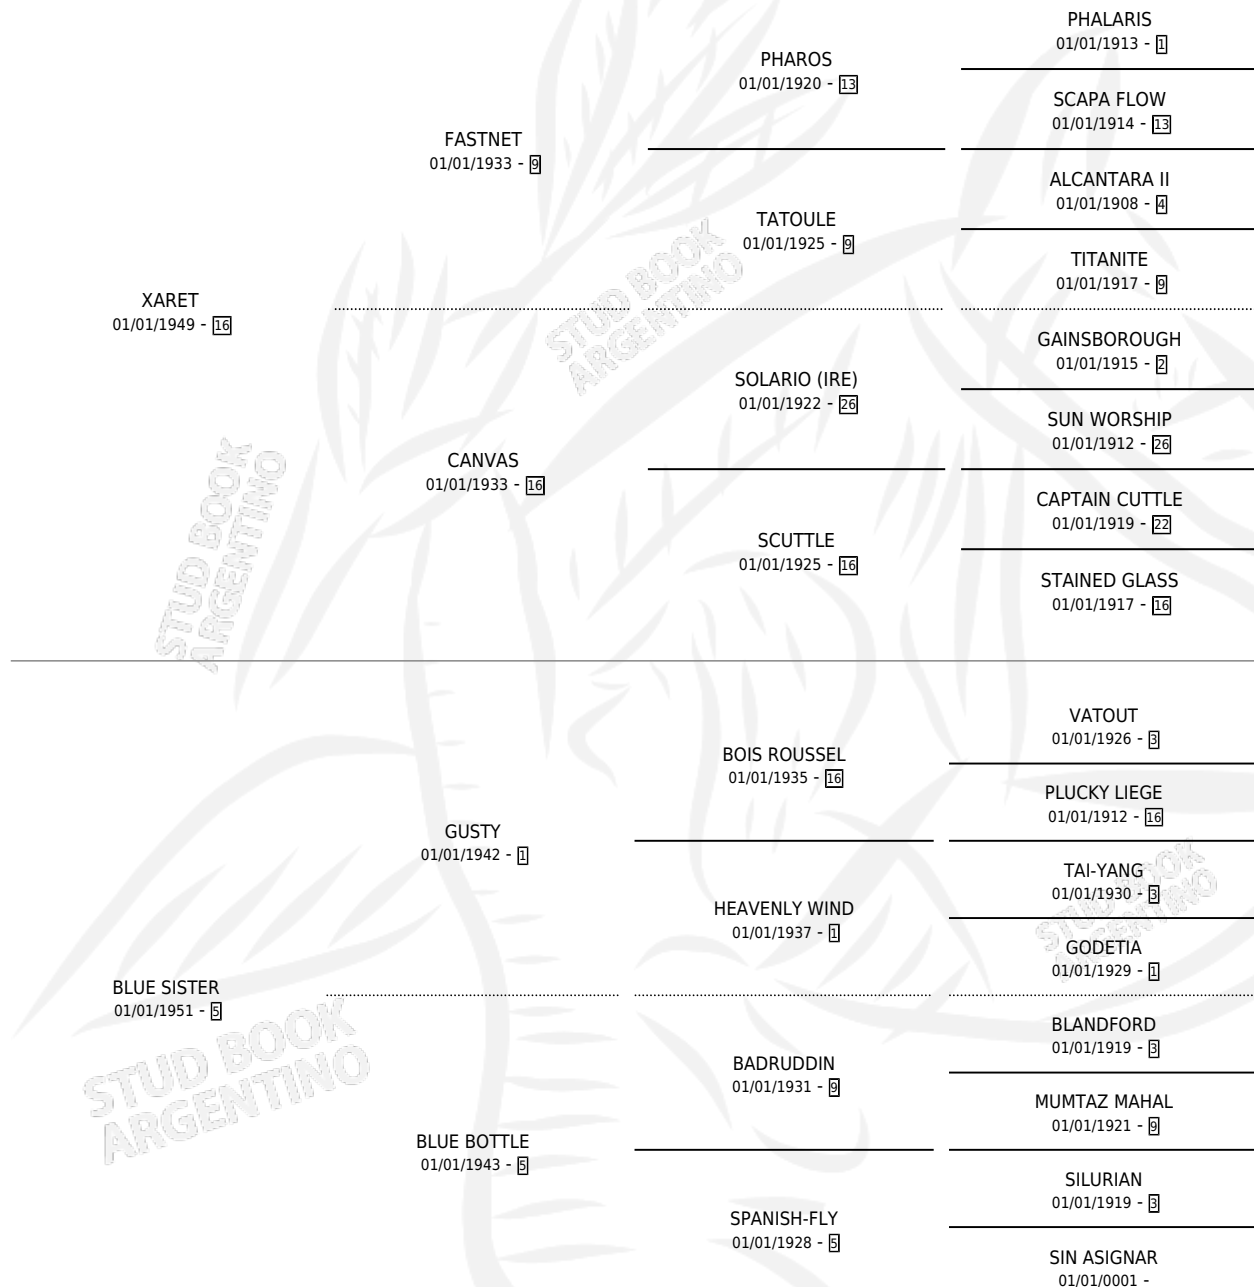 PHALARIS
01/01/1913 - 1
PHAROS
01/01/1920 - 13
SCAPA FLOW
01/01/1914 - 13
FASTNET
01/01/1933 - 9
ALCANTARA II
01/01/1908 - 4
TATOULE
01/01/1925 - 9
TITANITE
01/01/1917 - 9
XARET
01/01/1949 - 16
GAINSBOROUGH
01/01/1915 - 2
SOLARIO (IRE)
01/01/1922 - 26
SUN WORSHIP
01/01/1912 - 26
CANVAS
01/01/1933 - 16
CAPTAIN CUTTLE
01/01/1919 - 22
SCUTTLE
01/01/1925 - 16
STAINED GLASS
01/01/1917 - 16
STUD BOOK
ARGENTINO
STUD BOOK
ARGENTINO
VATOUT
01/01/1926 - 3
BOIS ROUSSEL
01/01/1935 - 16
PLUCKY LIEGE
01/01/1912 - 16
GUSTY
01/01/1942 - 1
TAI-YANG
01/01/1930 - 3
HEAVENLY WIND
01/01/1937 - 1
GODETIA
01/01/1929 - 1
BLUE SISTER
01/01/1951 - 5
BLANDFORD
01/01/1919 - 3
BADRUDDIN
01/01/1931 - 9
MUMTAZ MAHAL
01/01/1921 - 9
BLUE BOTTLE
01/01/1943 - 5
SILURIAN
01/01/1919 - 3
SPANISH-FLY
01/01/1928 - 5
SIN ASIGNAR
01/01/0001 -
STUD BOOK
ARGENTINO
STUD BOOK
ARGENTINO